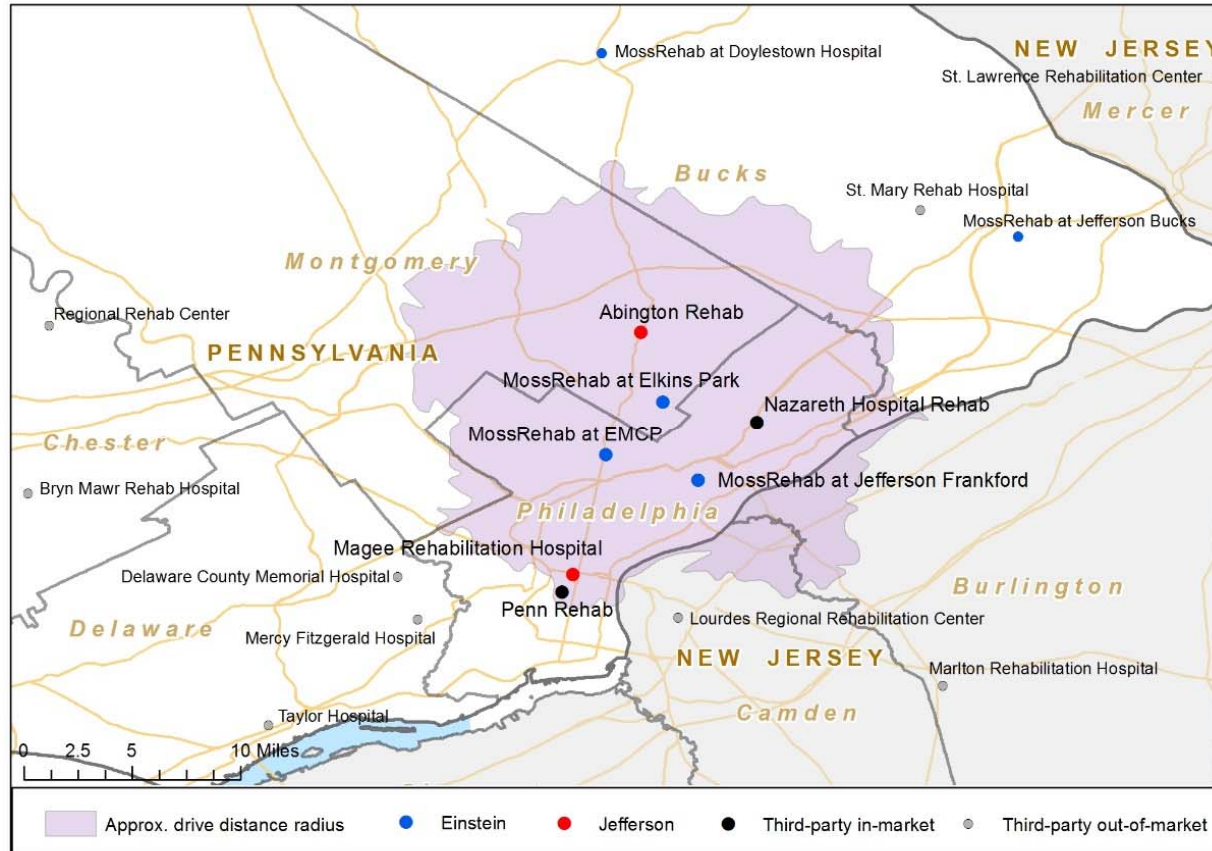 MossRehab at Doylestown Hospital
NEW JERSEY
St. Lawrence Rehabilitation Center
Mercer
Bucks
St. Mary Rehab Hospital
MossRehab at Jefferson Bucks
Montgomery
Regional Rehab Center
Abington Rehab
PENNSYLVANIA
MossRehab at Elkins Park
Nazareth Hospital Rehab
Chester
MossRehab at EMCP
MossRehab at Jefferson Frankford
Bryn Mawr Rehab Hospital
Philadelphia
Magee Rehabilitation Hospital
Delaware County Memorial Hospital
Burlington
Penn Rehab
Lourdes Regional Rehabilitation Center
Delaware
Mercy Fitzgerald Hospital
NEW JERSEY
Marlton Rehabilitation Hospital
Camden
Taylor Hospital
0 2.5 5 10 Miles
Approx. drive distance radius Einstein Jefferson Third-party in-market Third-party out-of-market